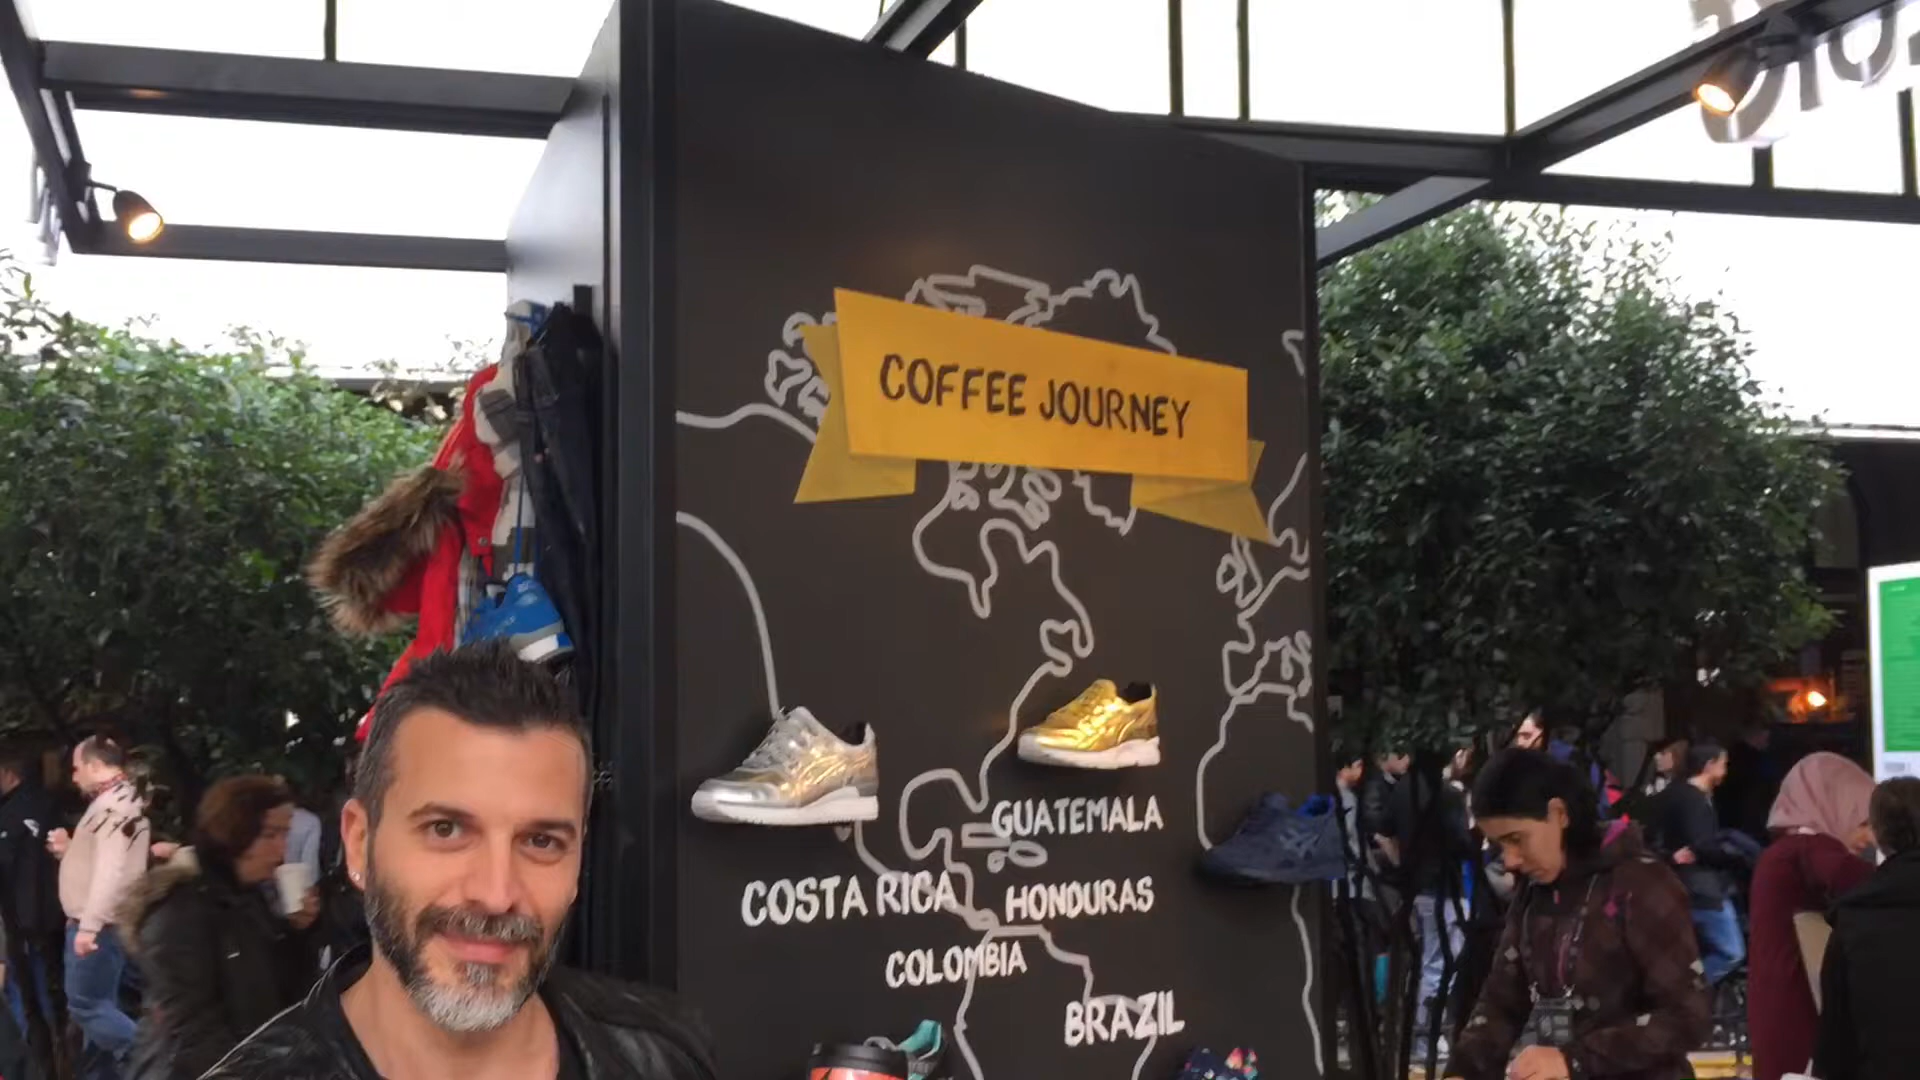 COFFEE JOURNEY
GUATEMALA
COSTA RICA
HONDURAS
COLOMBIA
BRAZIL